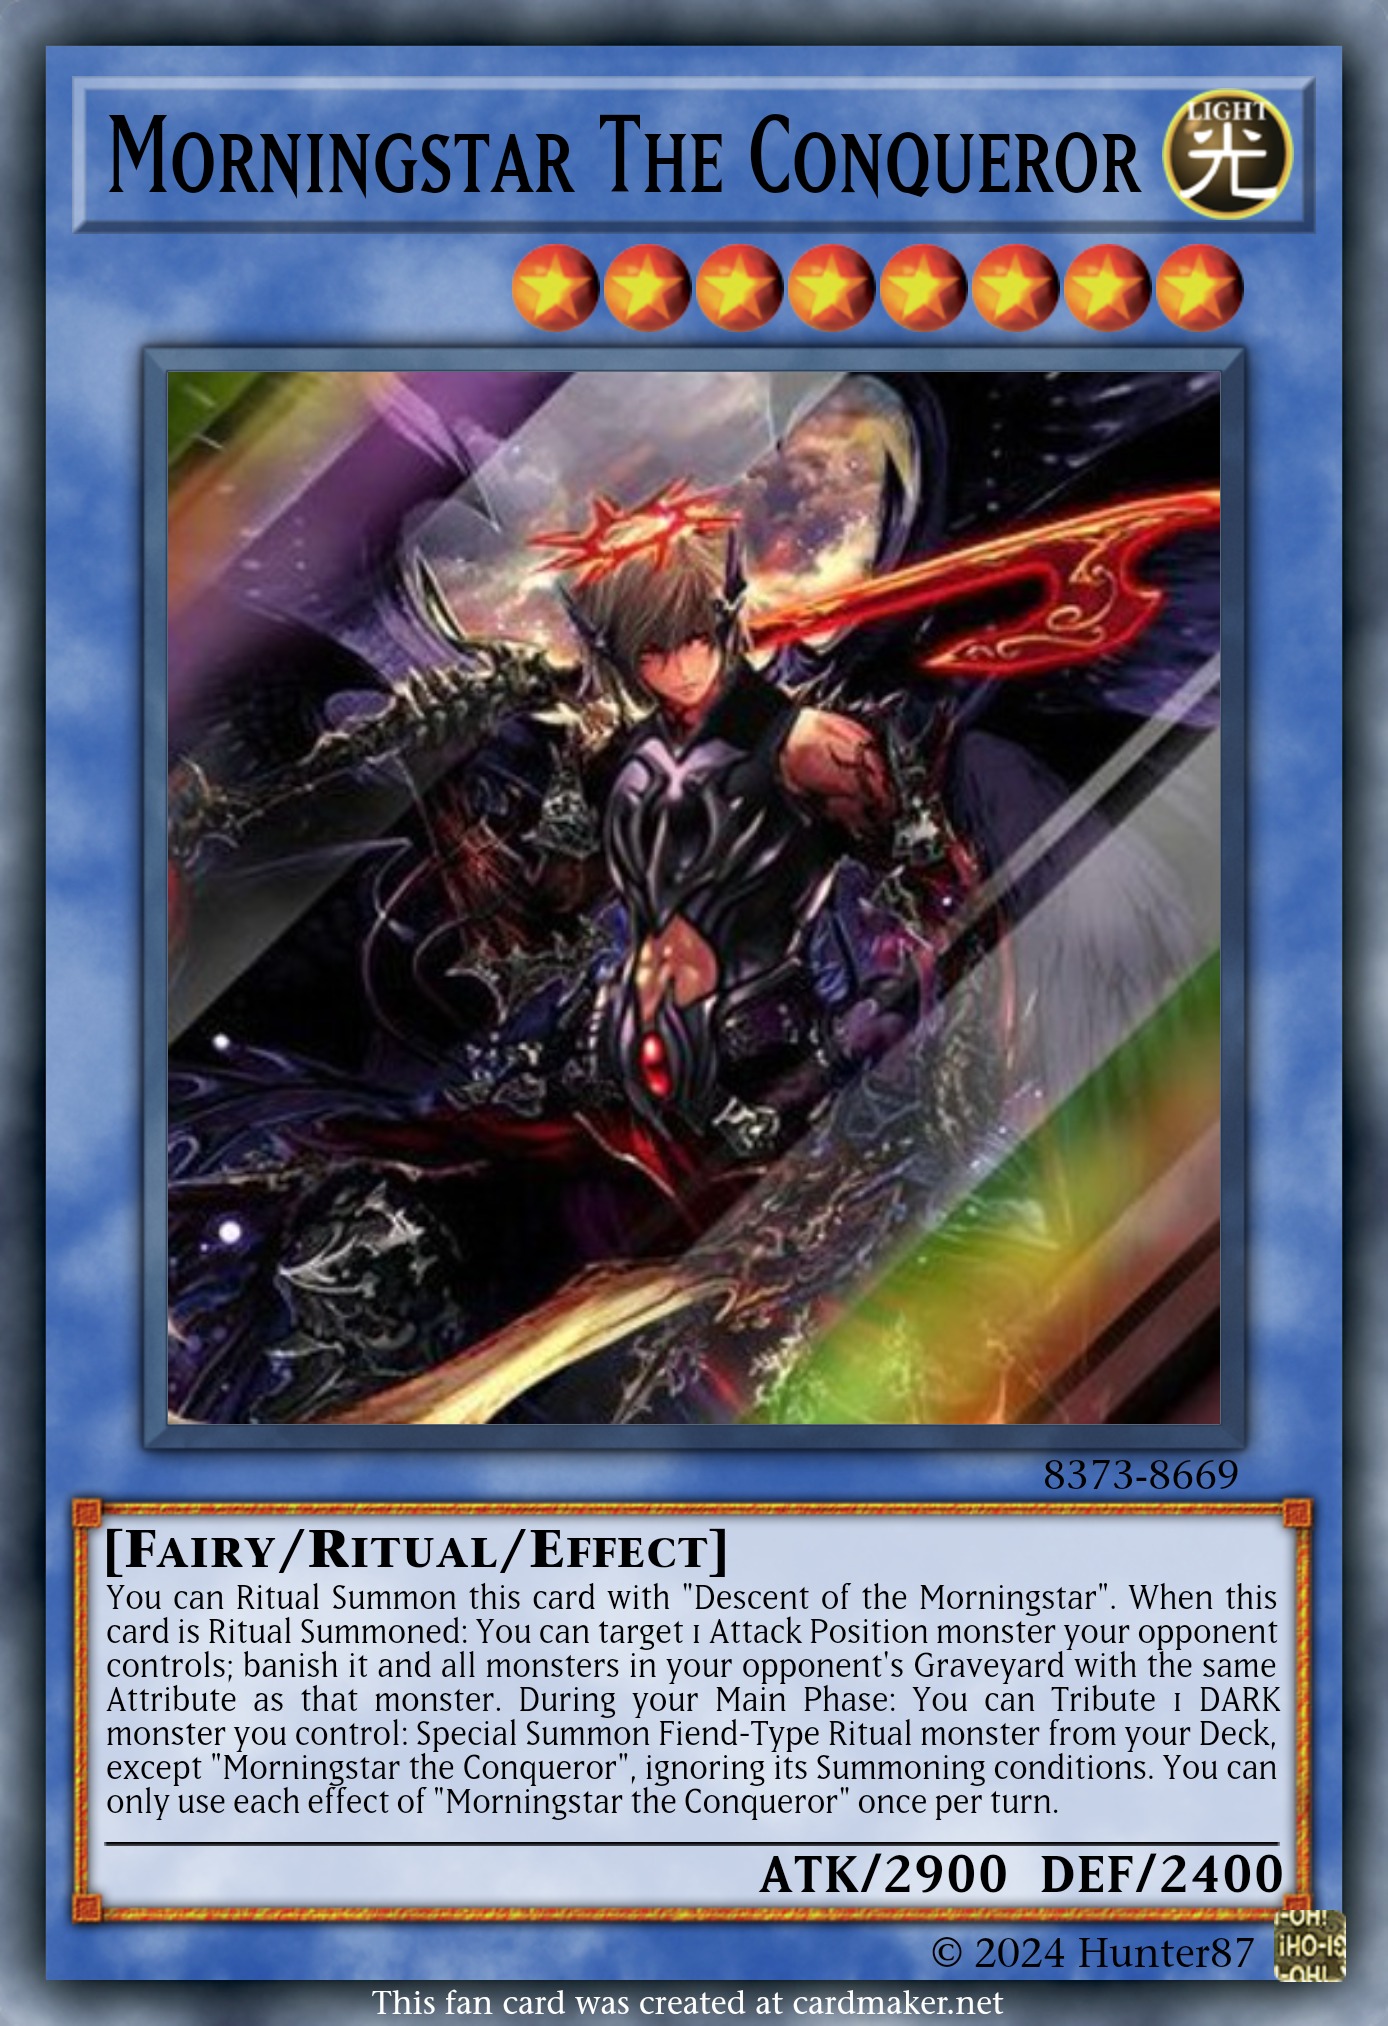 Morningstar The Conqueror
LIGHT
光
8373-8669
[Fairy/Ritual/Effect]
You can Ritual Summon this card with "Descent of the Morningstar". When this
card is Ritual Summoned: You can target 1 Attack Position monster your opponent
controls; banish it and all monsters in your opponent's Graveyard with the same
Attribute as that monster. During your Main Phase: You can Tribute 1 DARK
monster you control: Special Summon Fiend-Type Ritual monster from your Deck,
except "Morningstar the Conqueror", ignoring its Summoning conditions. You can
only use each effect of "Morningstar the Conqueror" once per turn.
ATK/2900 DEF/2400
© 2024 Hunter87
This fan card was created at cardmaker.net